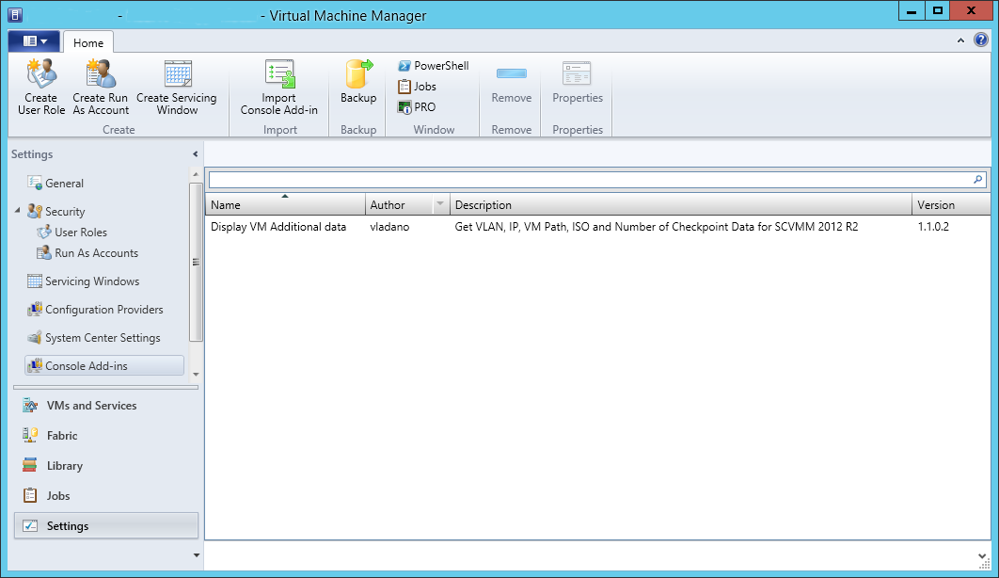 - - Virtual Machine Manager
Home
Create User Role
Create Run As Account
Create Servicing Window
Create
Import Console Add-in
Import
Backup
Backup
PowerShell
Jobs
PRO
Window
Remove
Remove
Properties
Properties
Settings
General
Security
User Roles
Run As Accounts
Servicing Windows
Configuration Providers
System Center Settings
Console Add-ins
VMs and Services
Fabric
Library
Jobs
Settings
Name Author Description Version
Display VM Additional data vladano Get VLAN, IP, VM Path, ISO and Number of Checkpoint Data for SCVMM 2012 R2 1.1.0.2